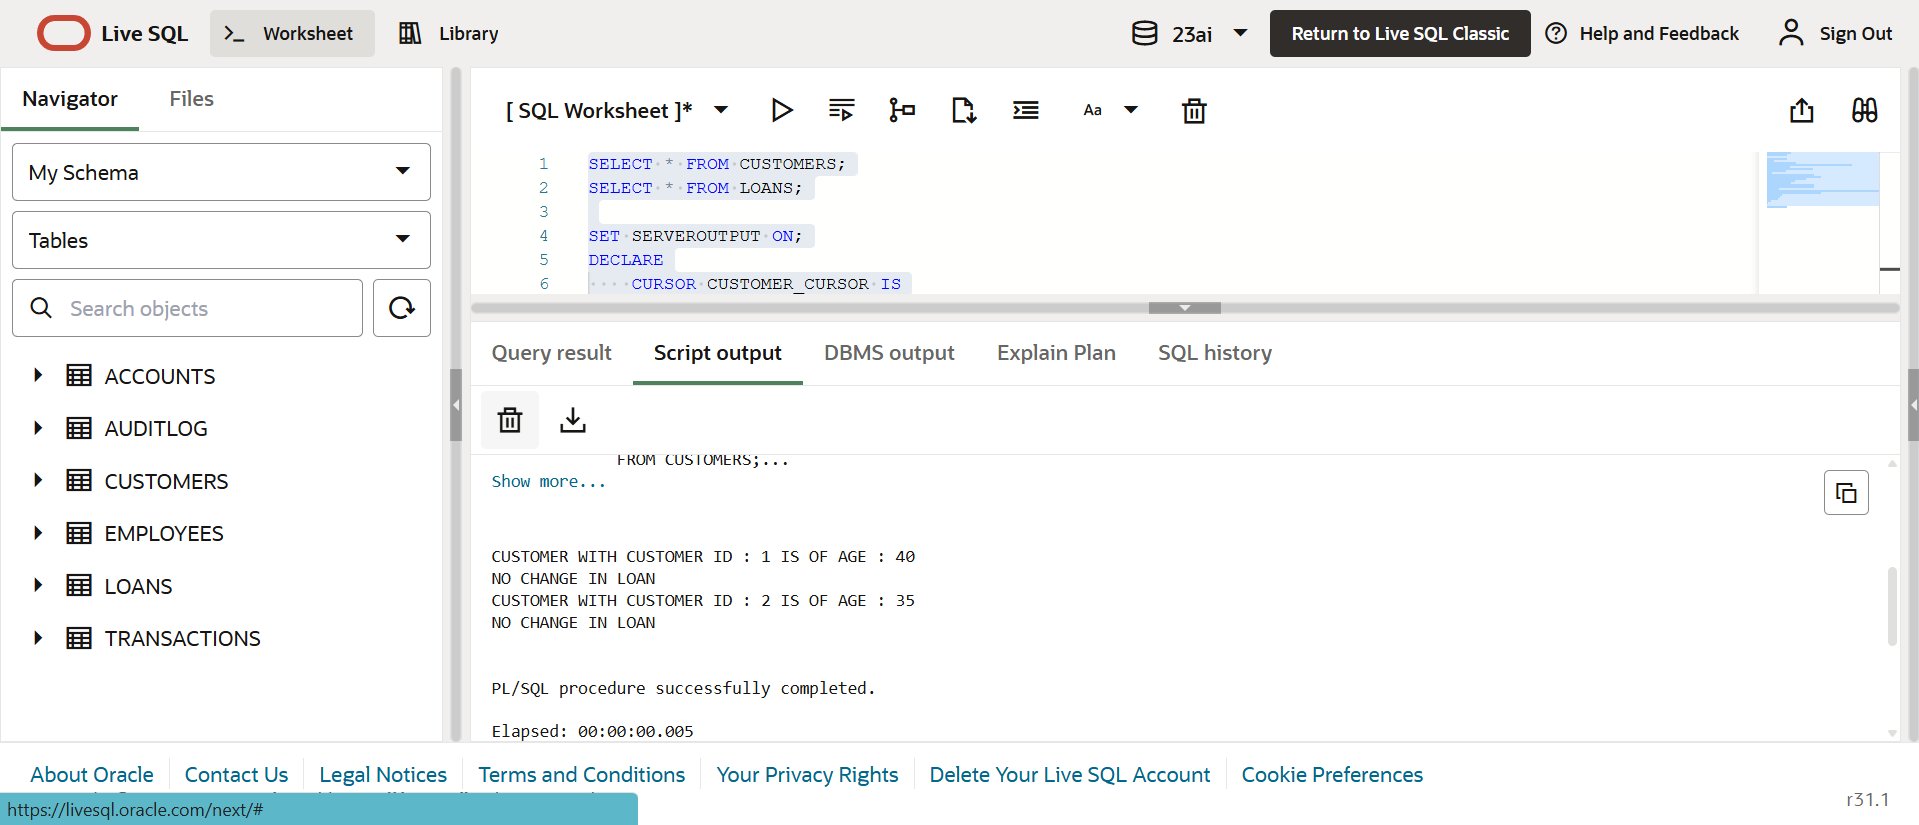 Live SQL
Worksheet
Library
23ai
Return to Live SQL Classic
Help and Feedback
Sign Out
Navigator
Files
My Schema
Tables
Search objects
ACCOUNTS
AUDITLOG
CUSTOMERS
EMPLOYEES
LOANS
TRANSACTIONS
[ SQL Worksheet ]*
Aa
1 SELECT * FROM CUSTOMERS;
2 SELECT * FROM LOANS;
3
4 SET SERVEROUTPUT ON;
5 DECLARE
6 CURSOR CUSTOMER_CURSOR IS
Query result
Script output
DBMS output
Explain Plan
SQL history
FROM CUSTOMERS;...
Show more...
CUSTOMER WITH CUSTOMER ID : 1 IS OF AGE : 40
NO CHANGE IN LOAN
CUSTOMER WITH CUSTOMER ID : 2 IS OF AGE : 35
NO CHANGE IN LOAN
PL/SQL procedure successfully completed.
Elapsed: 00:00:00.005
About Oracle
Contact Us
Legal Notices
Terms and Conditions
Your Privacy Rights
Delete Your Live SQL Account
Cookie Preferences
https://livesql.oracle.com/next/#
r31.1